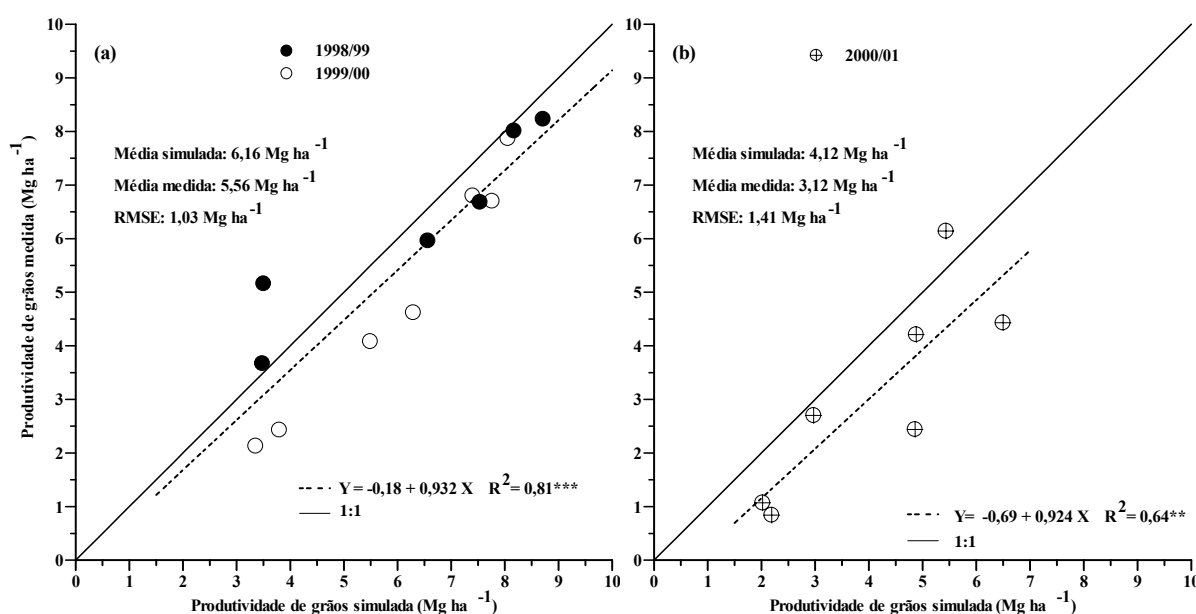 (a)
1998/99
1999/00
Média simulada: 6,16 Mg ha⁻¹
Média medida: 5,56 Mg ha⁻¹
RMSE: 1,03 Mg ha⁻¹
Y = -0,18 + 0,932 X R² = 0,81***
1:1
10
9
8
7
6
5
4
3
2
1
0
Produtividade de grãos medida (Mg ha⁻¹)
0 1 2 3 4 5 6 7 8 9 10
Produtividade de grãos simulada (Mg ha⁻¹)
(b)
2000/01
Média simulada: 4,12 Mg ha⁻¹
Média medida: 3,12 Mg ha⁻¹
RMSE: 1,41 Mg ha⁻¹
Y= -0,69 + 0,924 X R² = 0,64**
1:1
10
9
8
7
6
5
4
3
2
1
0
0 1 2 3 4 5 6 7 8 9 10
Produtividade de grãos simulada (Mg ha⁻¹)